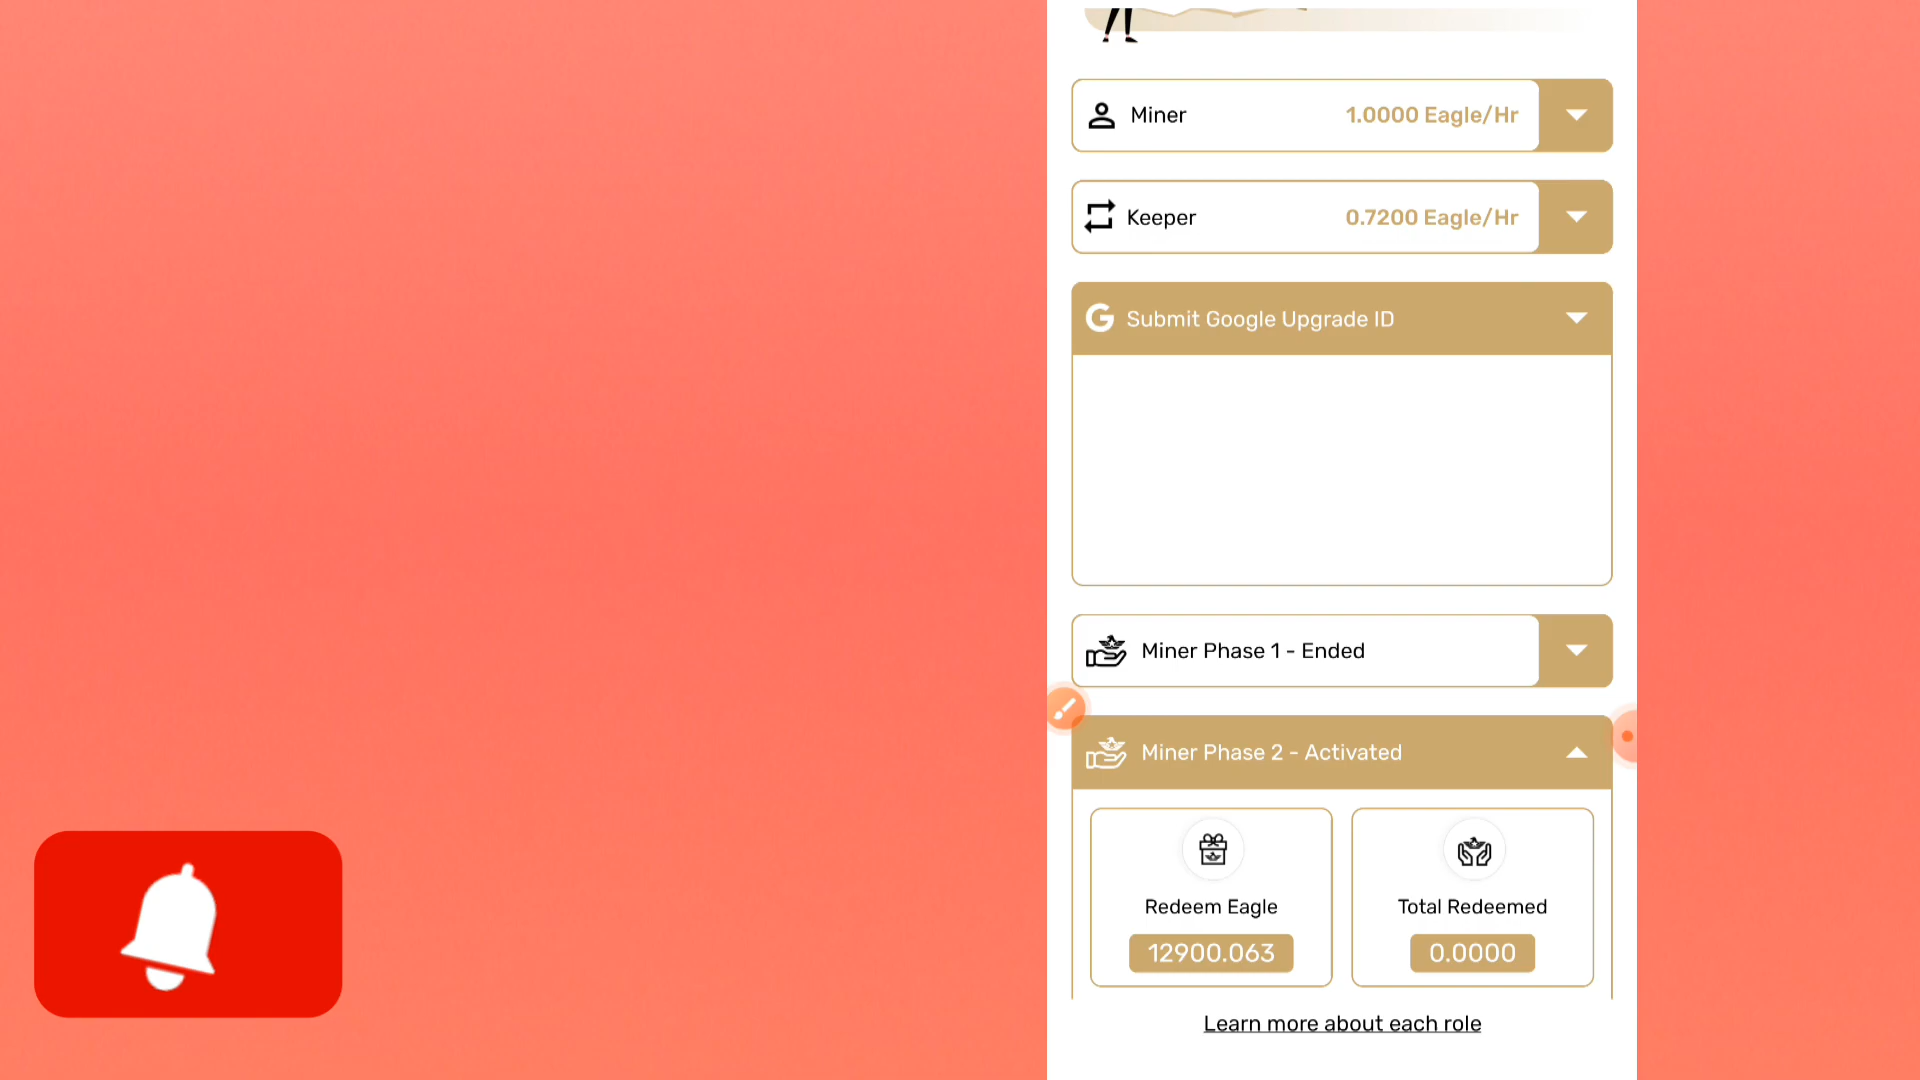 Miner 1.0000 Eagle/Hr
Keeper 0.7200 Eagle/Hr
Submit Google Upgrade ID
Miner Phase 1 - Ended
Miner Phase 2 - Activated
Redeem Eagle
12900.063
Total Redeemed
0.0000
Learn more about each role